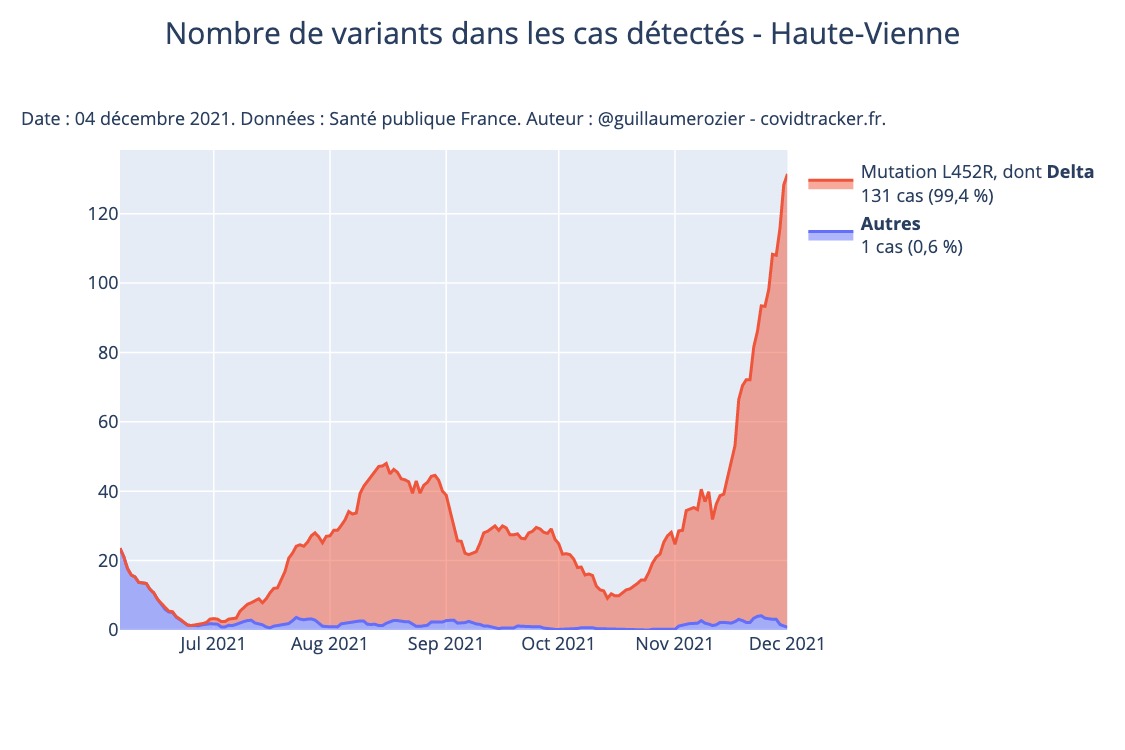 Nombre de variants dans les cas détectés - Haute-Vienne
Date : 04 décembre 2021. Données : Santé publique France. Auteur : @guillaumerozier - covidtracker.fr.
Mutation L452R, dont Delta
131 cas (99,4 %)
Autres
1 cas (0,6 %)
120
100
80
60
40
20
0
Jul 2021
Aug 2021
Sep 2021
Oct 2021
Nov 2021
Dec 2021